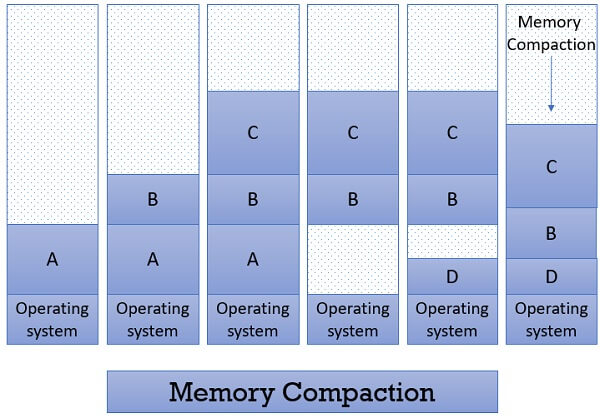 Memory
Compaction
C
C
C
C
B
B
B
B
B
A
A
A
D
D
Operating
system
Operating
system
Operating
system
Operating
system
Operating
system
Operating
system
Memory Compaction